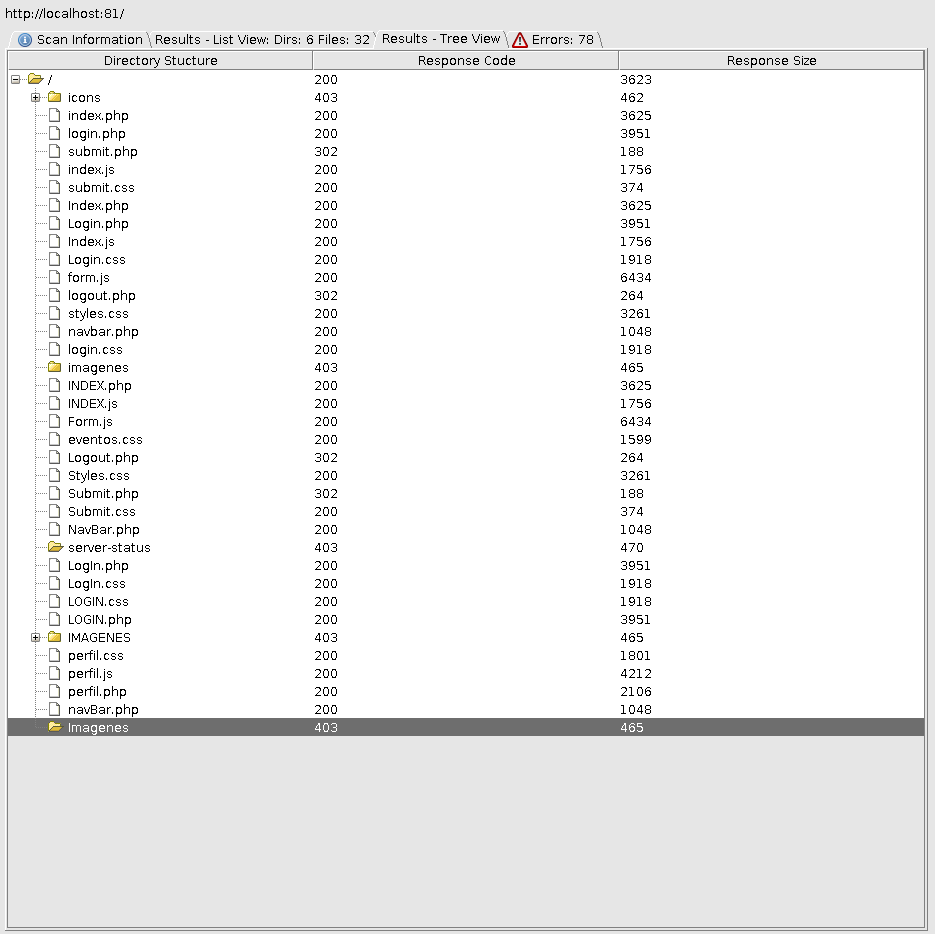 http://localhost:81/
Scan Information Results - List View: Dirs: 6 Files: 32 Results - Tree View Errors: 78
Directory Stucture Response Code Response Size
/ 200 3623
icons 403 462
index.php 200 3625
login.php 200 3951
submit.php 302 188
index.js 200 1756
submit.css 200 374
Index.php 200 3625
Login.php 200 3951
Index.js 200 1756
Login.css 200 1918
form.js 200 6434
logout.php 302 264
styles.css 200 3261
navbar.php 200 1048
login.css 200 1918
imagenes 403 465
INDEX.php 200 3625
INDEX.js 200 1756
Form.js 200 6434
eventos.css 200 1599
Logout.php 302 264
Styles.css 200 3261
Submit.php 302 188
Submit.css 200 374
NavBar.php 200 1048
server-status 403 470
LogIn.php 200 3951
LogIn.css 200 1918
LOGIN.css 200 1918
LOGIN.php 200 3951
IMAGENES 403 465
perfil.css 200 1801
perfil.js 200 4212
perfil.php 200 2106
navBar.php 200 1048
Imagenes 403 465